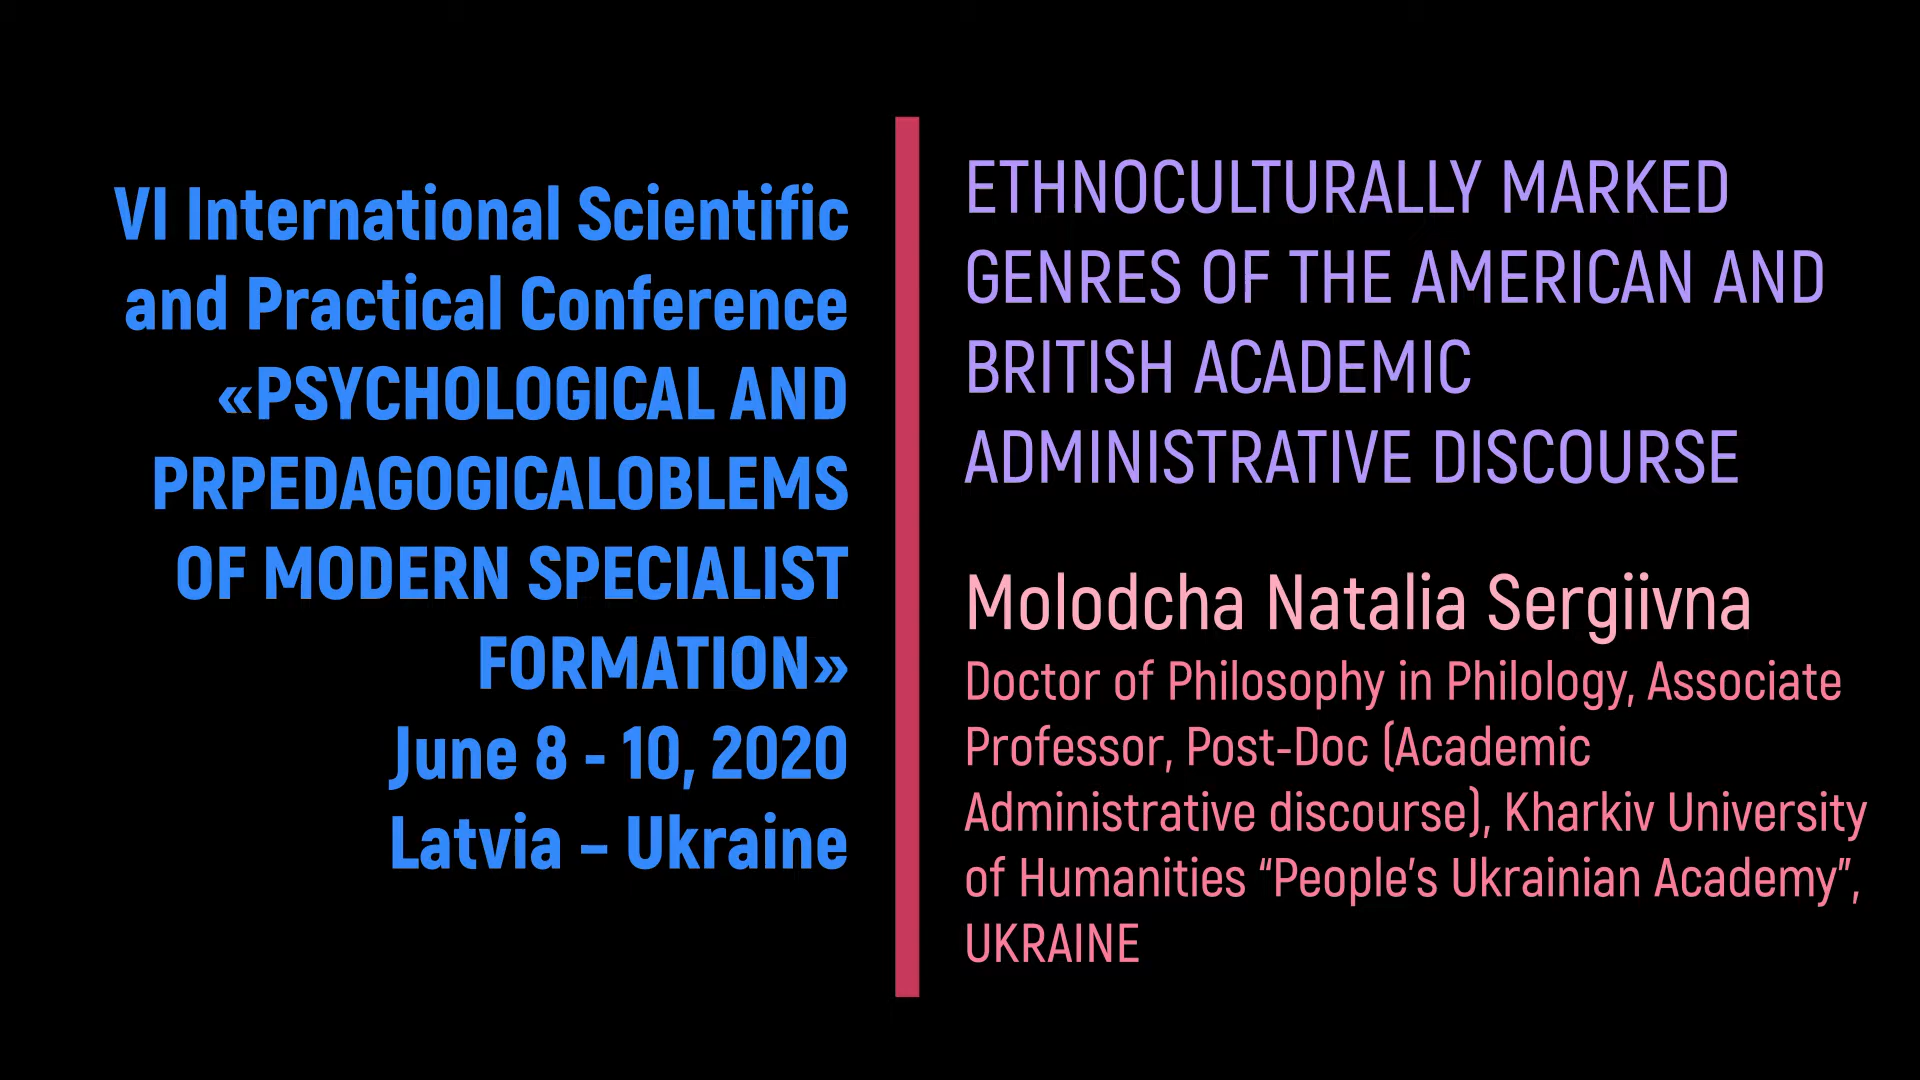 VI International Scientific
and Practical Conference
«PSYCHOLOGICAL AND
PRPEDAGOGICALOBLEMS
OF MODERN SPECIALIST
FORMATION»
June 8 - 10, 2020
Latvia – Ukraine
ETHNOCULTURALLY MARKED
GENRES OF THE AMERICAN AND
BRITISH ACADEMIC
ADMINISTRATIVE DISCOURSE
Molodcha Natalia Sergiivna
Doctor of Philosophy in Philology, Associate
Professor, Post-Doc (Academic
Administrative discourse), Kharkiv University
of Humanities “People’s Ukrainian Academy”,
UKRAINE